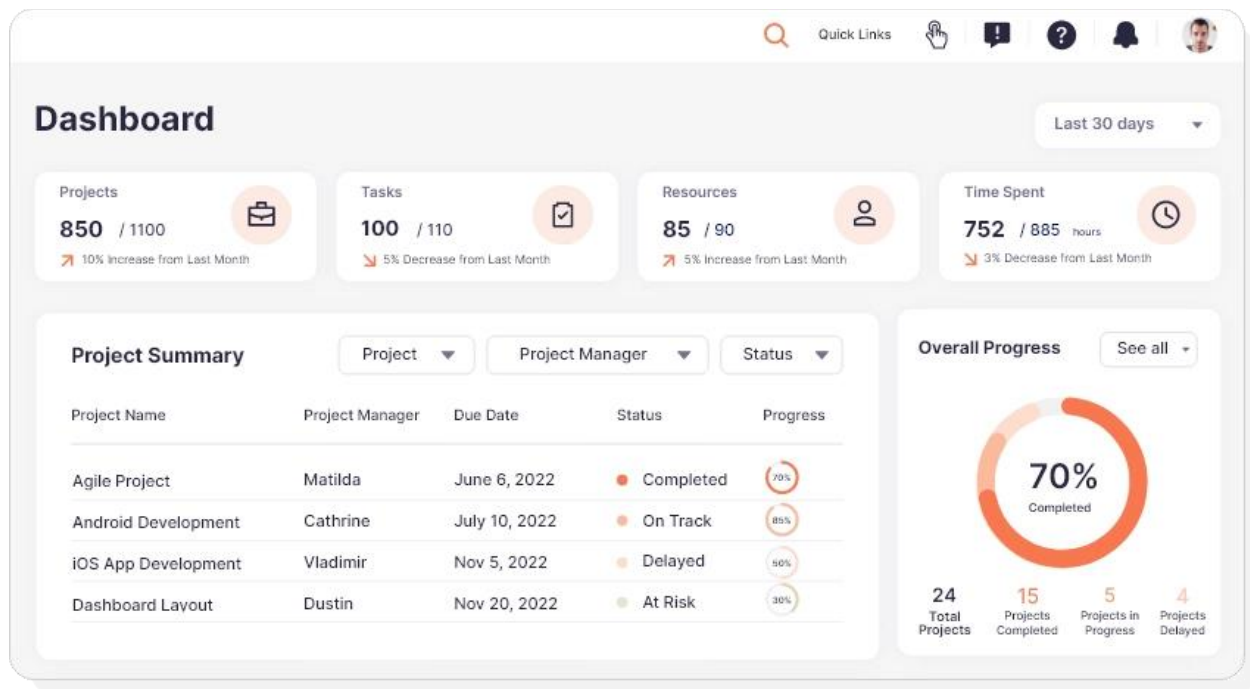 Quick Links
!
?
Dashboard
Last 30 days
Projects
850 / 1100
10% Increase from Last Month
Tasks
100 / 110
5% Decrease from Last Month
Resources
85 / 90
5% Increase from Last Month
Time Spent
752 / 885 hours
3% Decrease from Last Month
Project Summary
Project
Project Manager
Status
Project Name Project Manager Due Date Status Progress
Agile Project Matilda June 6, 2022 Completed 70%
Android Development Cathrine July 10, 2022 On Track 85%
iOS App Development Vladimir Nov 5, 2022 Delayed 50%
Dashboard Layout Dustin Nov 20, 2022 At Risk 30%
Overall Progress
See all
70%
Completed
24
Total
Projects
15
Projects
Completed
5
Projects in
Progress
4
Projects
Delayed